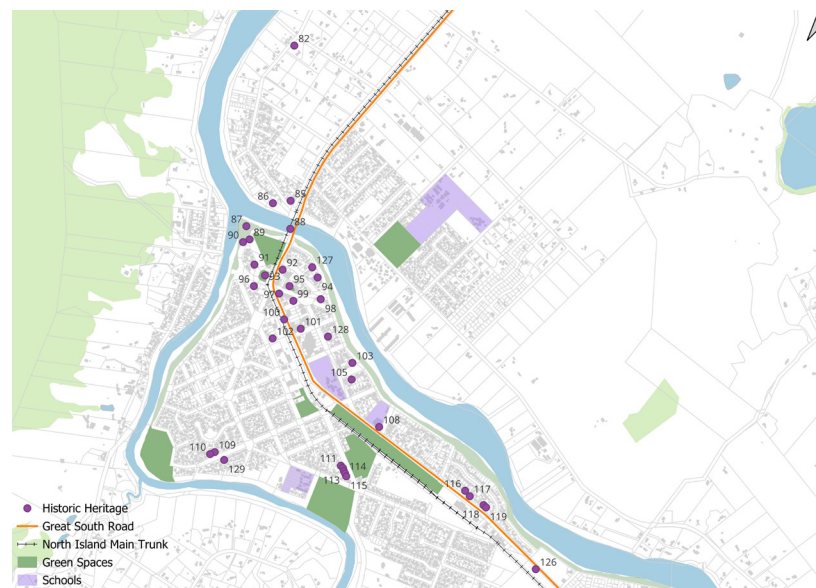 82
86 85
87 88
90 89
91 92 127
93
96 95 94
97 99 98
100 101
102 128
103
105
108
110 109
129
111 114
113 115
116 117
118 119
126
Historic Heritage
Great South Road
North Island Main Trunk
Green Spaces
Schools